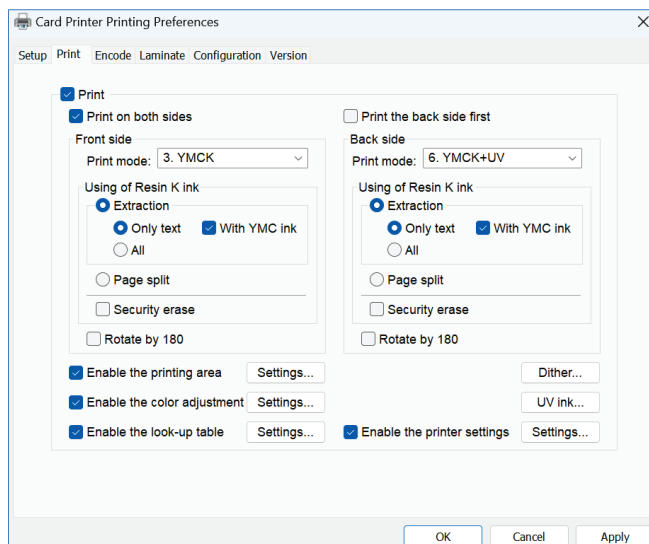 Card Printer Printing Preferences
Setup Print Encode Laminate Configuration Version
Print
Print on both sides Print the back side first
Front side Back side
Print mode: 3. YMCK Print mode: 6. YMCK+UV
Using of Resin K ink Using of Resin K ink
Extraction Extraction
Only text With YMC ink Only text With YMC ink
All All
Page split Page split
Security erase Security erase
Rotate by 180 Rotate by 180
Enable the printing area Settings... Dither...
Enable the color adjustment Settings... UV ink...
Enable the look-up table Settings... Enable the printer settings Settings...
OK Cancel Apply